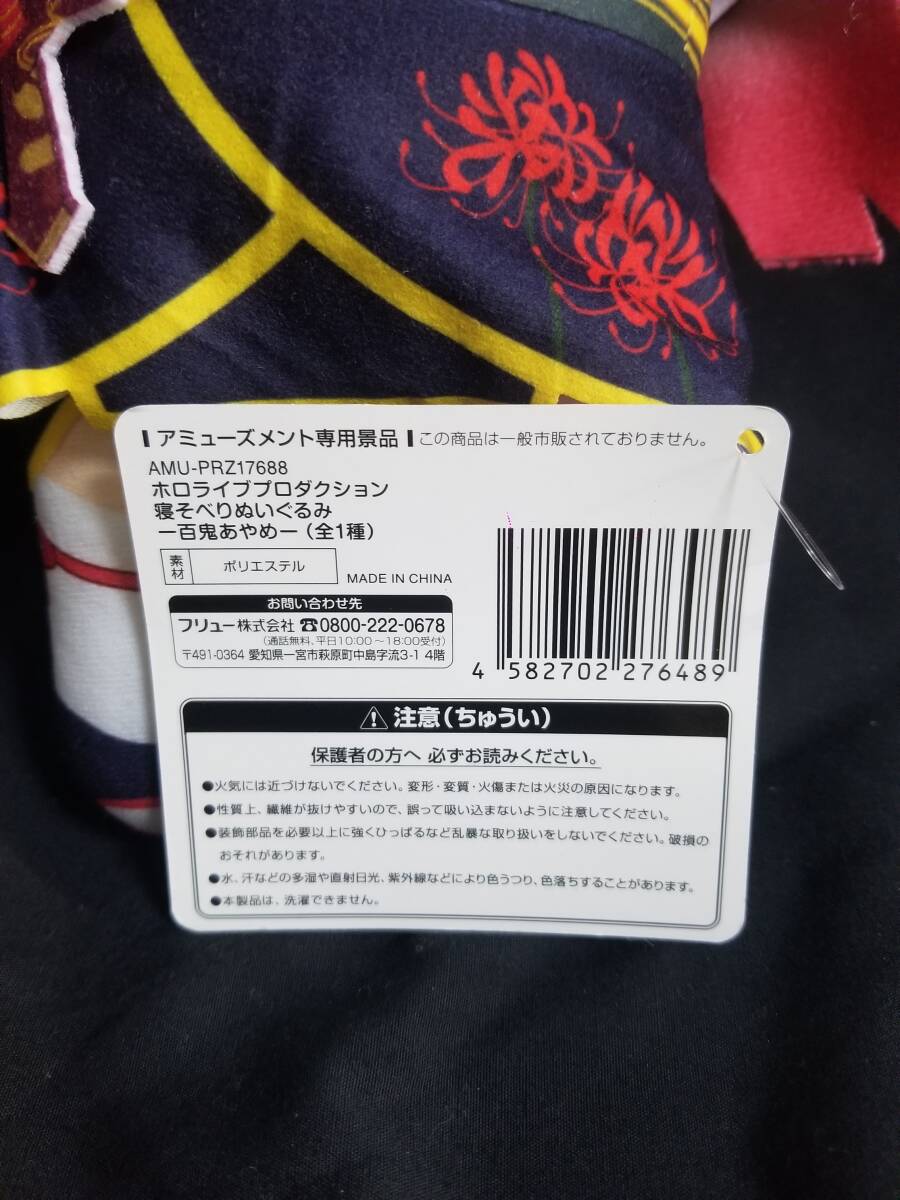 アミューズメント専用景品 この商品は一般市販されておりません。
AMU-PRZ17688
ホロライブプロダクション
寝そべりぬいぐるみ
ー百鬼あやめー(全1種)
素材 ポリエステル MADE IN CHINA
お問い合わせ先
フリュー株式会社 ☎0800-222-0678
(通話無料、平日10:00～18:00受付)
〒491-0364 愛知県一宮市萩原町中島字流3-1 4階
4 582702 276489
⚠注意(ちゅうい)
保護者の方へ 必ずお読みください。
●火気には近づけないでください。変形・変質・火傷または火災の原因になります。
●性質上、繊維が抜けやすいので、誤って吸い込まないように注意してください。
●装飾部品を必要以上に強くひっぱるなど乱暴な取り扱いをしないでください。破損の
おそれがあります。
●水、汗などの多湿や直射日光、紫外線などにより色うつり、色落ちすることがあります。
●本製品は、洗濯できません。